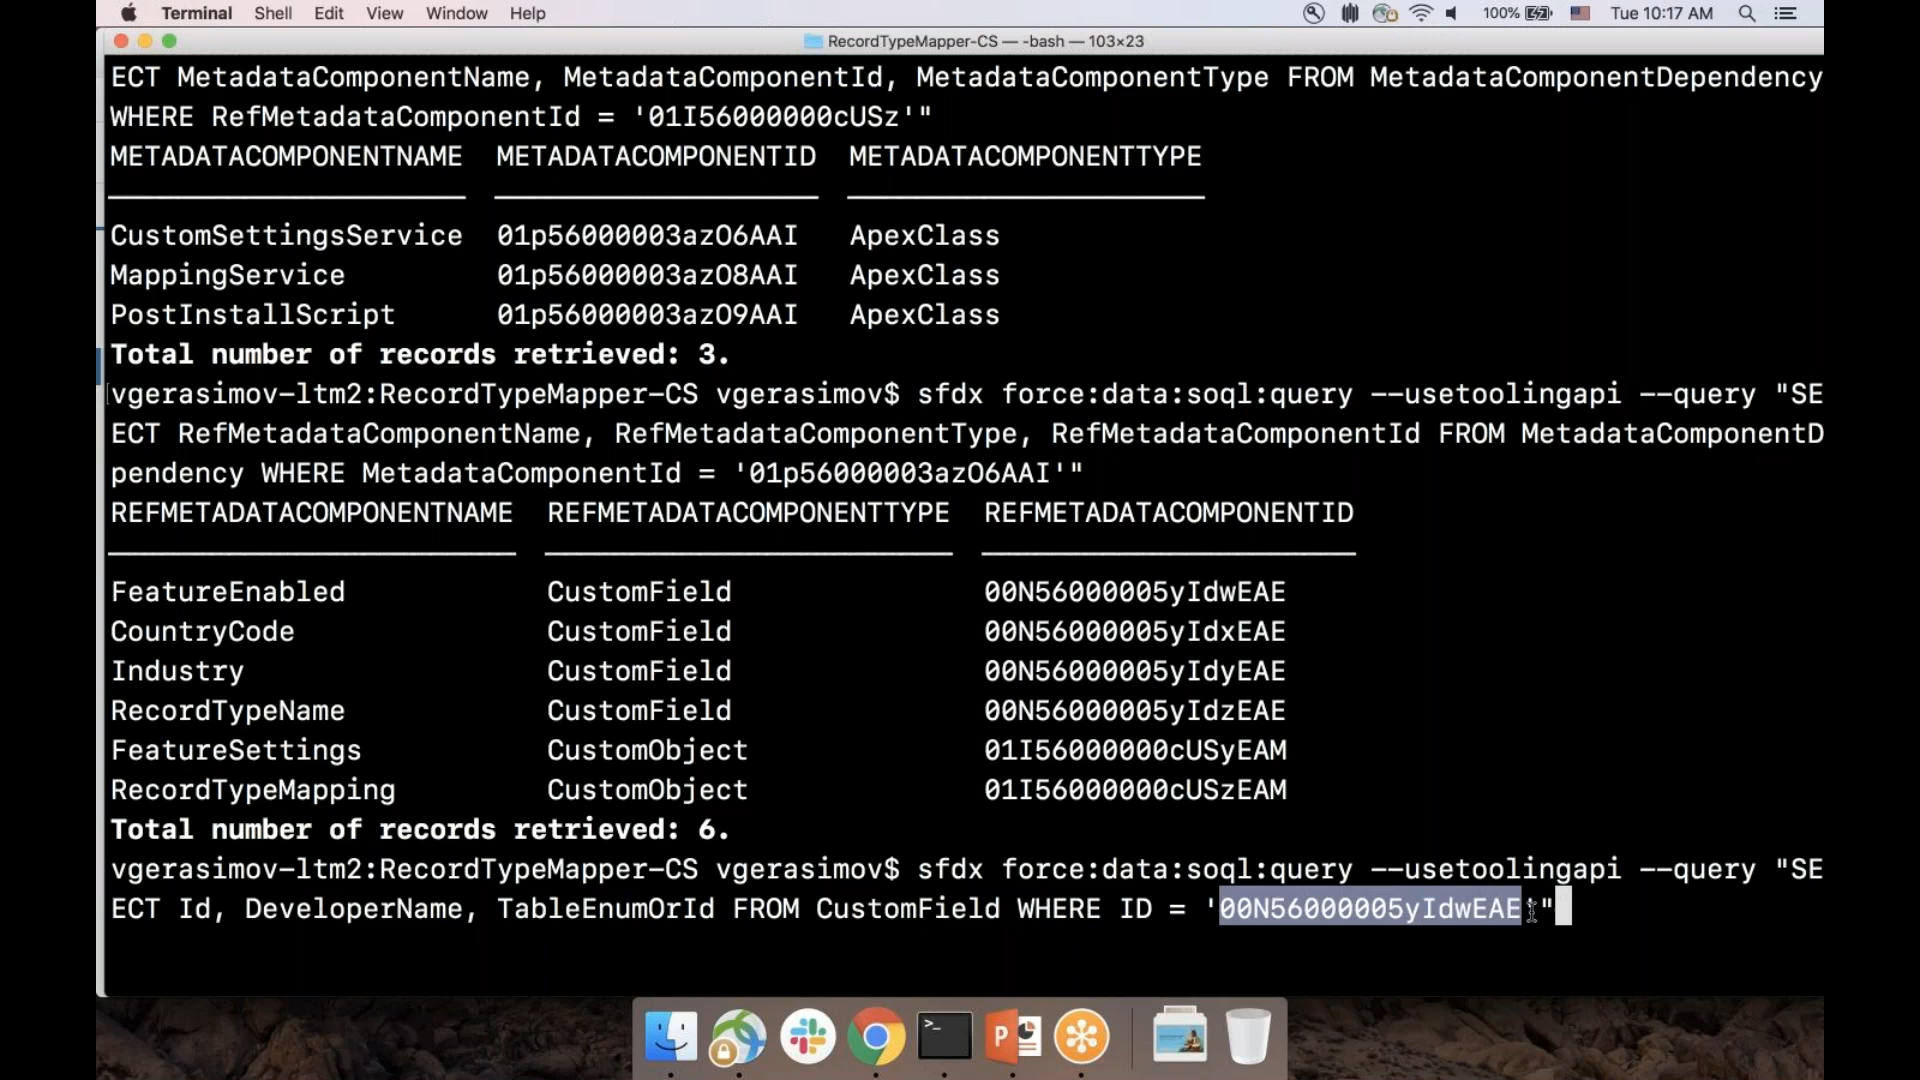 Terminal Shell Edit View Window Help 100% Tue 10:17 AM
RecordTypeMapper-CS — -bash — 103×23
ECT MetadataComponentName, MetadataComponentId, MetadataComponentType FROM MetadataComponentDependency
WHERE RefMetadataComponentId = '01I56000000cUSz'"
METADATACOMPONENTNAME METADATACOMPONENTID METADATACOMPONENTTYPE
CustomSettingsService 01p56000003azO6AAI ApexClass
MappingService 01p56000003azO8AAI ApexClass
PostInstallScript 01p56000003azO9AAI ApexClass
Total number of records retrieved: 3.
vgerasimov-ltm2:RecordTypeMapper-CS vgerasimov$ sfdx force:data:soql:query --usetoolingapi --query "SE
ECT RefMetadataComponentName, RefMetadataComponentType, RefMetadataComponentId FROM MetadataComponentD
pendency WHERE MetadataComponentId = '01p56000003azO6AAI'"
REFMETADATACOMPONENTNAME REFMETADATACOMPONENTTYPE REFMETADATACOMPONENTID
FeatureEnabled CustomField 00N56000005yIdwEAE
CountryCode CustomField 00N56000005yIdxEAE
Industry CustomField 00N56000005yIdyEAE
RecordTypeName CustomField 00N56000005yIdzEAE
FeatureSettings CustomObject 01I56000000cUSyEAM
RecordTypeMapping CustomObject 01I56000000cUSzEAM
Total number of records retrieved: 6.
vgerasimov-ltm2:RecordTypeMapper-CS vgerasimov$ sfdx force:data:soql:query --usetoolingapi --query "SE
ECT Id, DeveloperName, TableEnumOrId FROM CustomField WHERE ID = '00N56000005yIdwEAE'"
>_
P